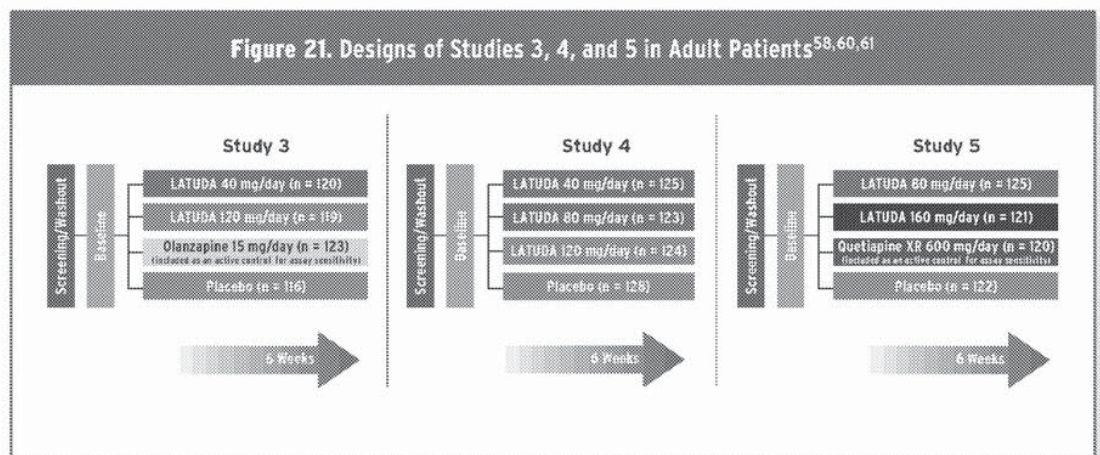 Figure 21. Designs of Studies 3, 4, and 5 in Adult Patients58,60,61
Study 3
Screening/Washout
Baseline
LATUDA 40 mg/day (n = 120)
LATUDA 120 mg/day (n = 119)
Olanzapine 15 mg/day (n = 123)
(included as an active control for assay sensitivity)
Placebo (n = 116)
6 Weeks
Study 4
Screening/Washout
Baseline
LATUDA 40 mg/day (n = 125)
LATUDA 80 mg/day (n = 123)
LATUDA 120 mg/day (n = 124)
Placebo (n = 128)
6 Weeks
Study 5
Screening/Washout
Baseline
LATUDA 80 mg/day (n = 125)
LATUDA 160 mg/day (n = 121)
Quetiapine XR 600 mg/day (n = 120)
(included as an active control for assay sensitivity)
Placebo (n = 122)
6 Weeks